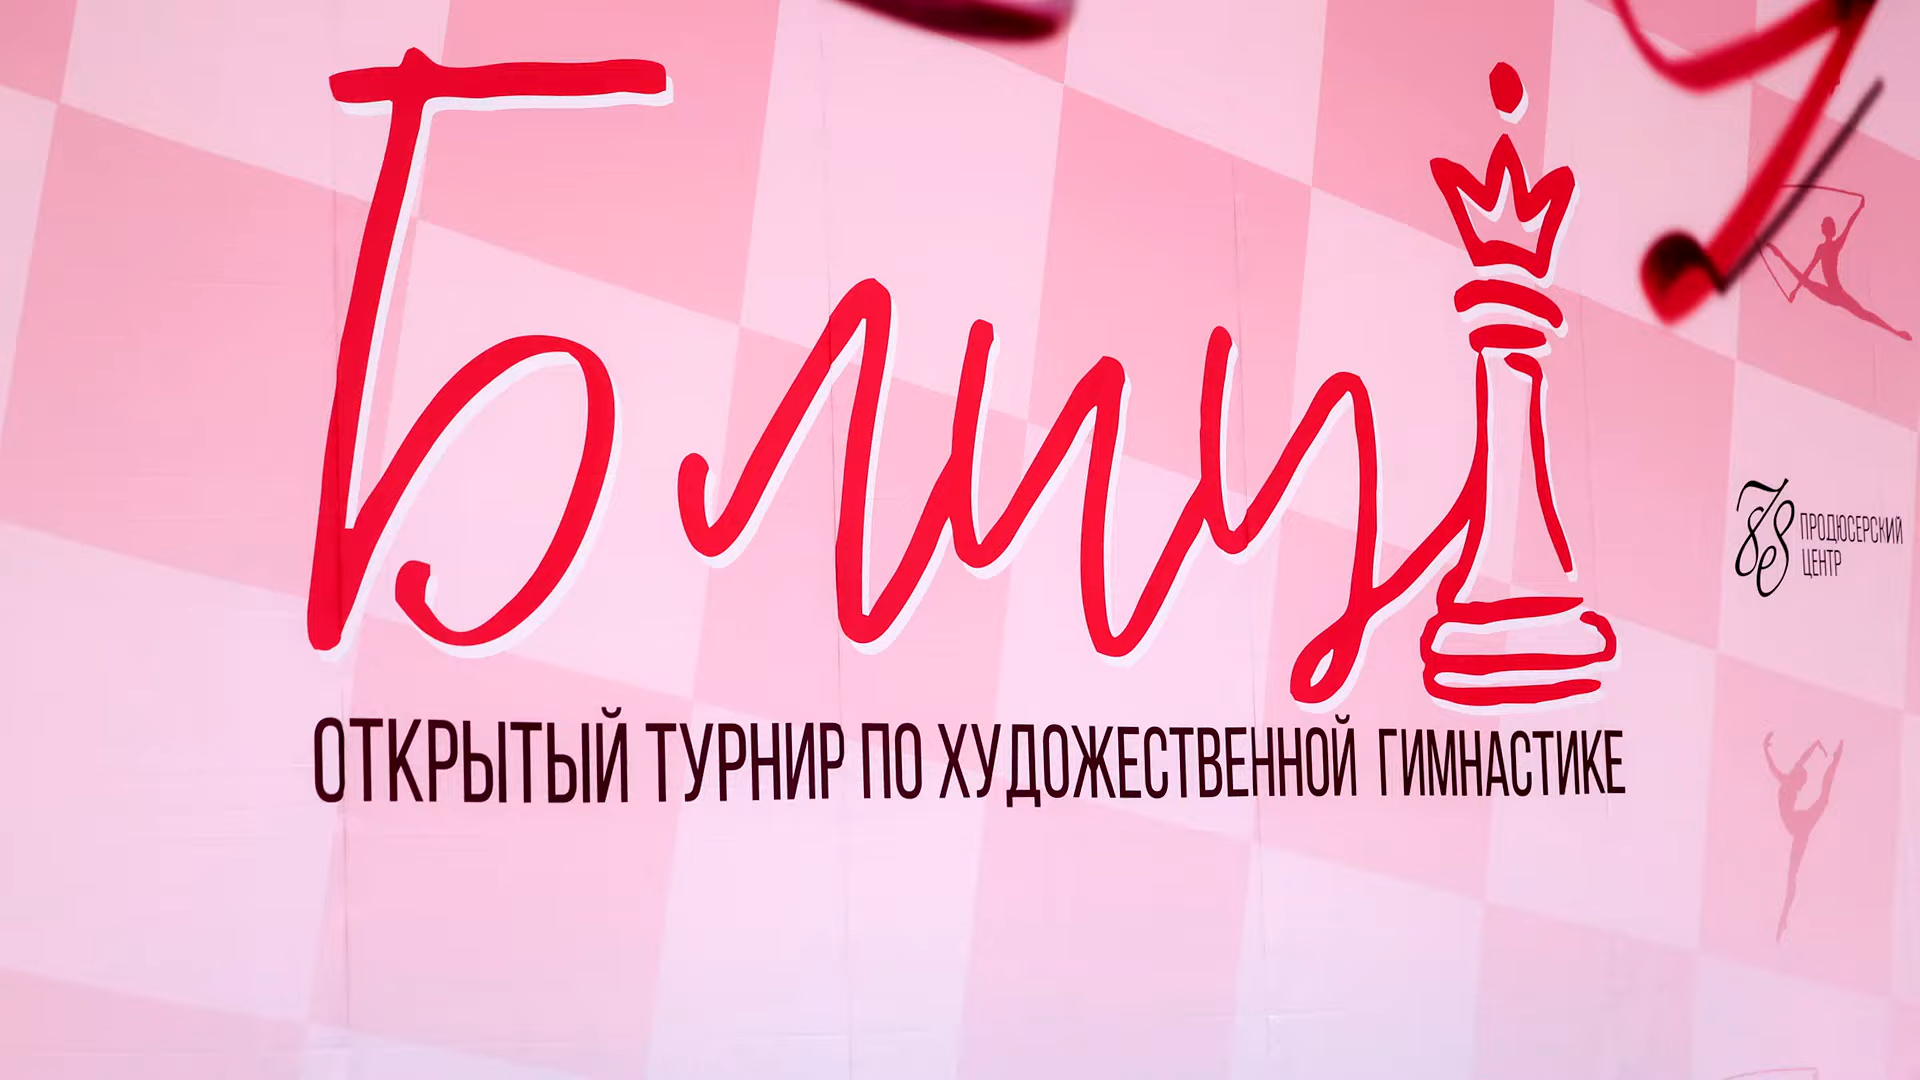 Блиц
ОТКРЫТЫЙ ТУРНИР ПО ХУДОЖЕСТВЕННОЙ ГИМНАСТИКЕ
ПРОДЮСЕРСКИЙ
ЦЕНТР